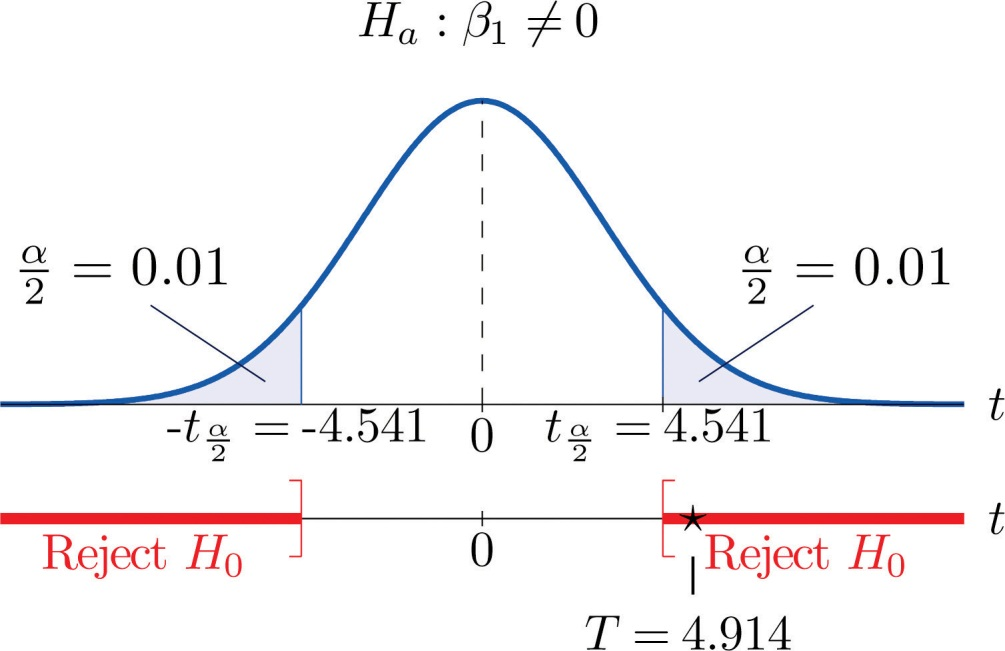 Hₐ : β₁ ≠ 0
α/2 = 0.01
α/2 = 0.01
t
-t_{α/2} = -4.541
0
t_{α/2} = 4.541
t
Reject H₀
0
Reject H₀
T = 4.914